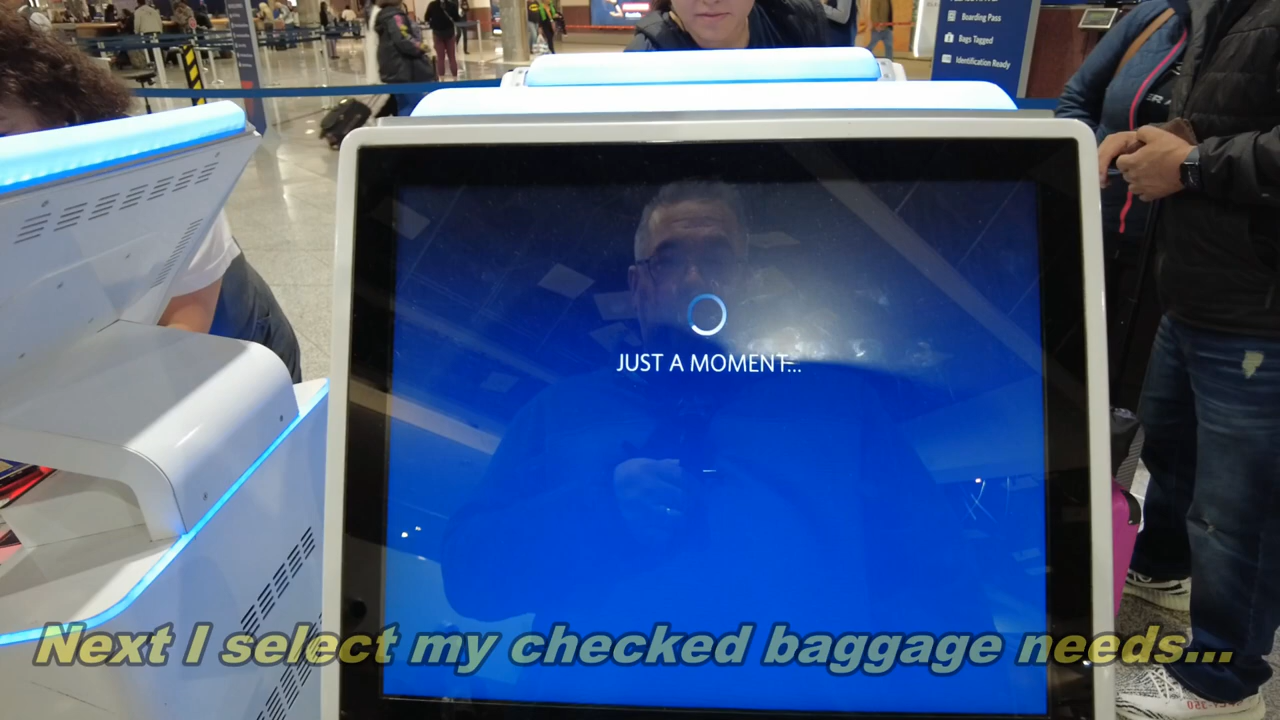 Boarding Pass
Bags Tagged
Identification Ready
JUST A MOMENT...
Next I select my checked baggage needs...